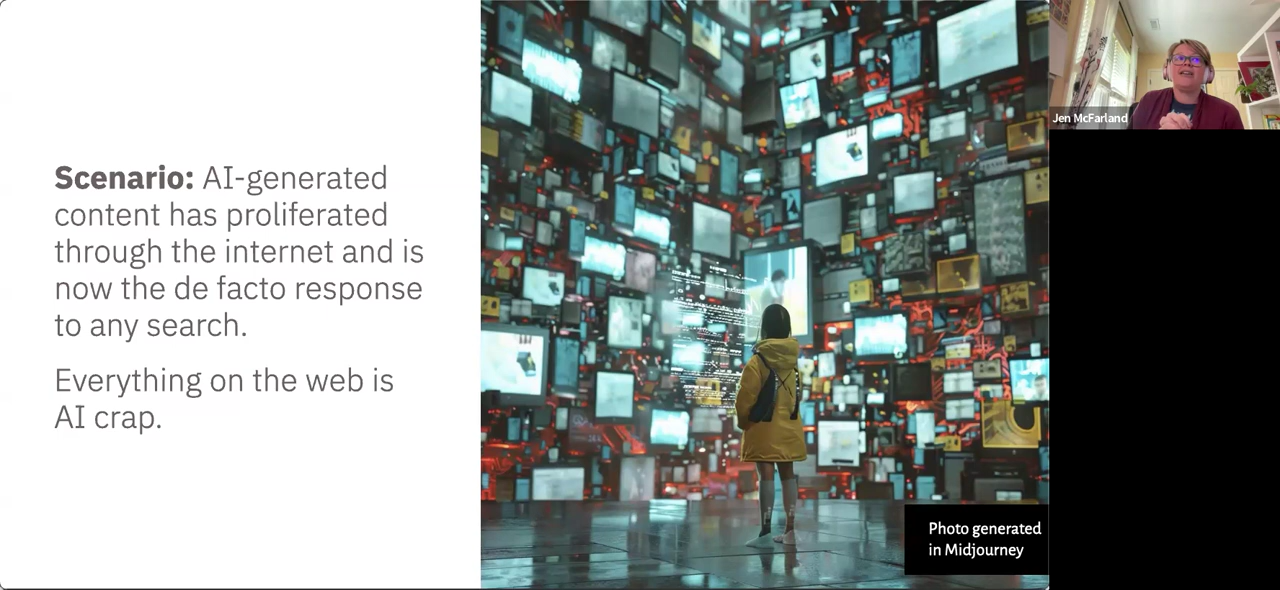 Scenario: AI-generated
content has proliferated
through the internet and is
now the de facto response
to any search.
Everything on the web is
AI crap.
Photo generated
in Midjourney
Jen McFarland